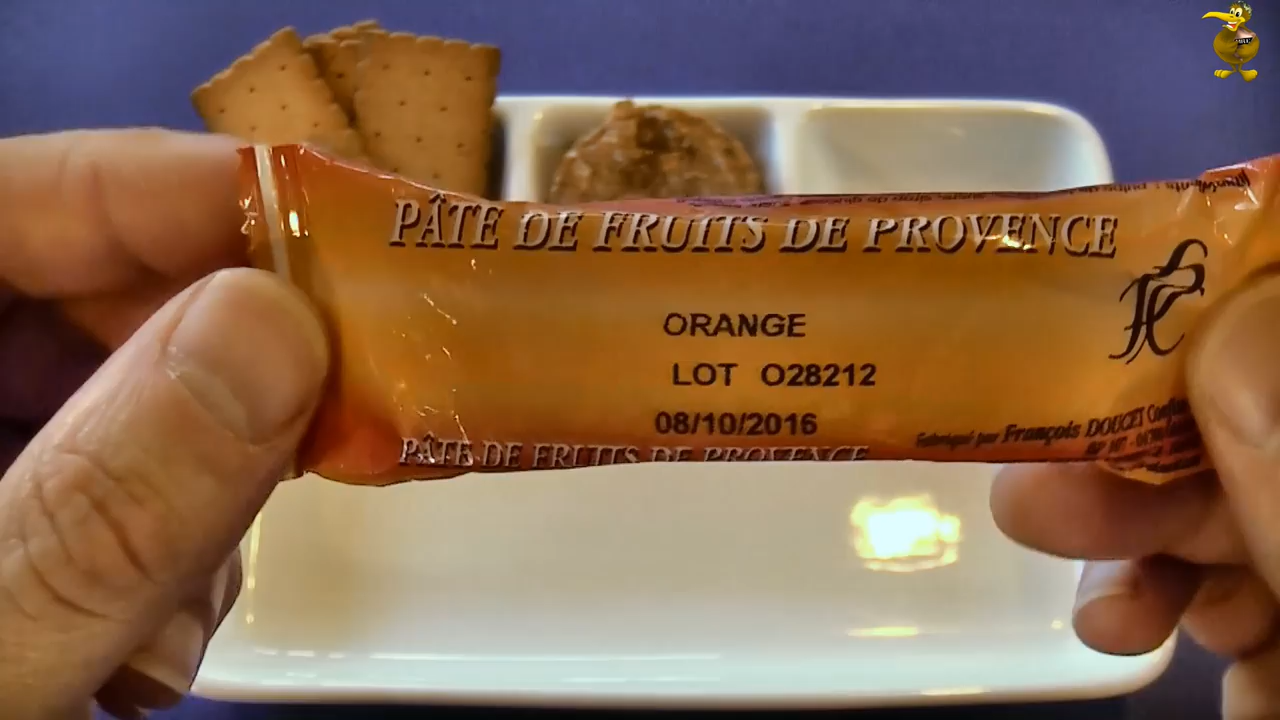 PÂTE DE FRUITS DE PROVENCE
ORANGE
LOT O28212
08/10/2016
Fabriqué par François DOUCET
PÂTE DE FRUITS DE PROVENCE